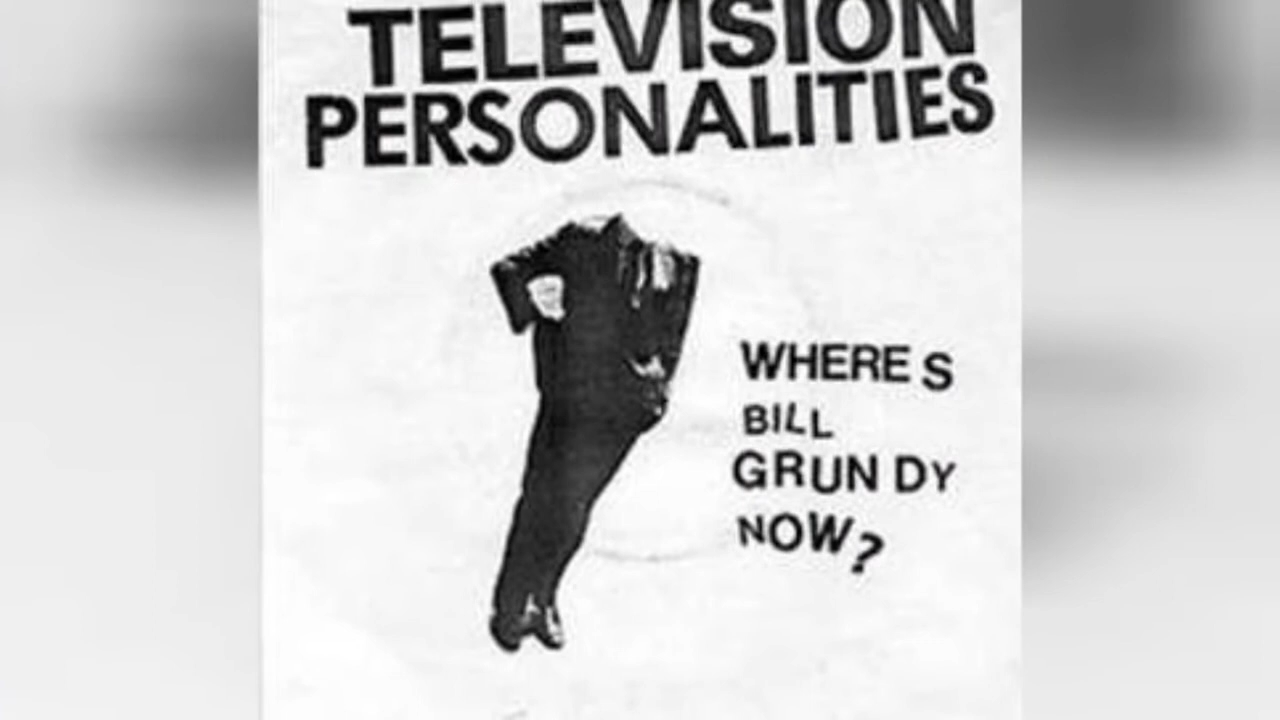 TELEVISION
PERSONALITIES
WHERE S
BILL
GRUN DY
NOW?